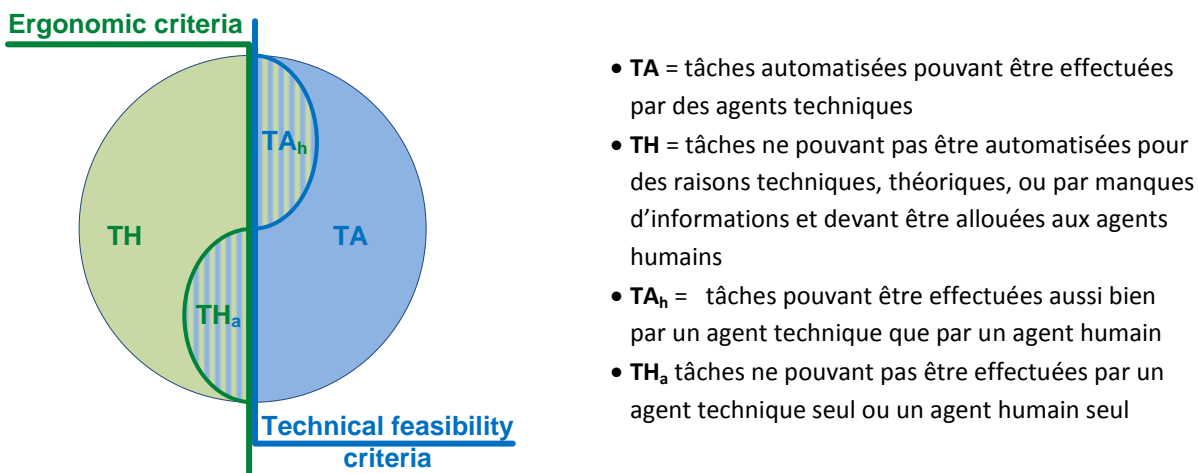 Ergonomic criteria
TAh
TH
TA
THa
Technical feasibility
criteria
• TA = tâches automatisées pouvant être effectuées
par des agents techniques
• TH = tâches ne pouvant pas être automatisées pour
des raisons techniques, théoriques, ou par manques
d’informations et devant être allouées aux agents
humains
• TAh = tâches pouvant être effectuées aussi bien
par un agent technique que par un agent humain
• THa tâches ne pouvant pas être effectuées par un
agent technique seul ou un agent humain seul